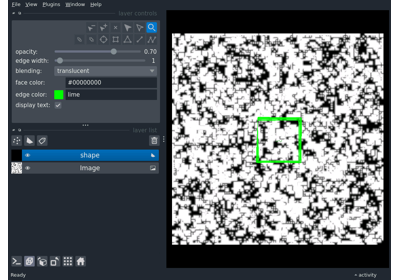 File View Plugins Window Help
layer controls
opacity: 0.70
edge width: 1
blending: translucent
face color: #00000000
edge color: lime
display text:
layer list
shape
Image
Ready
activity